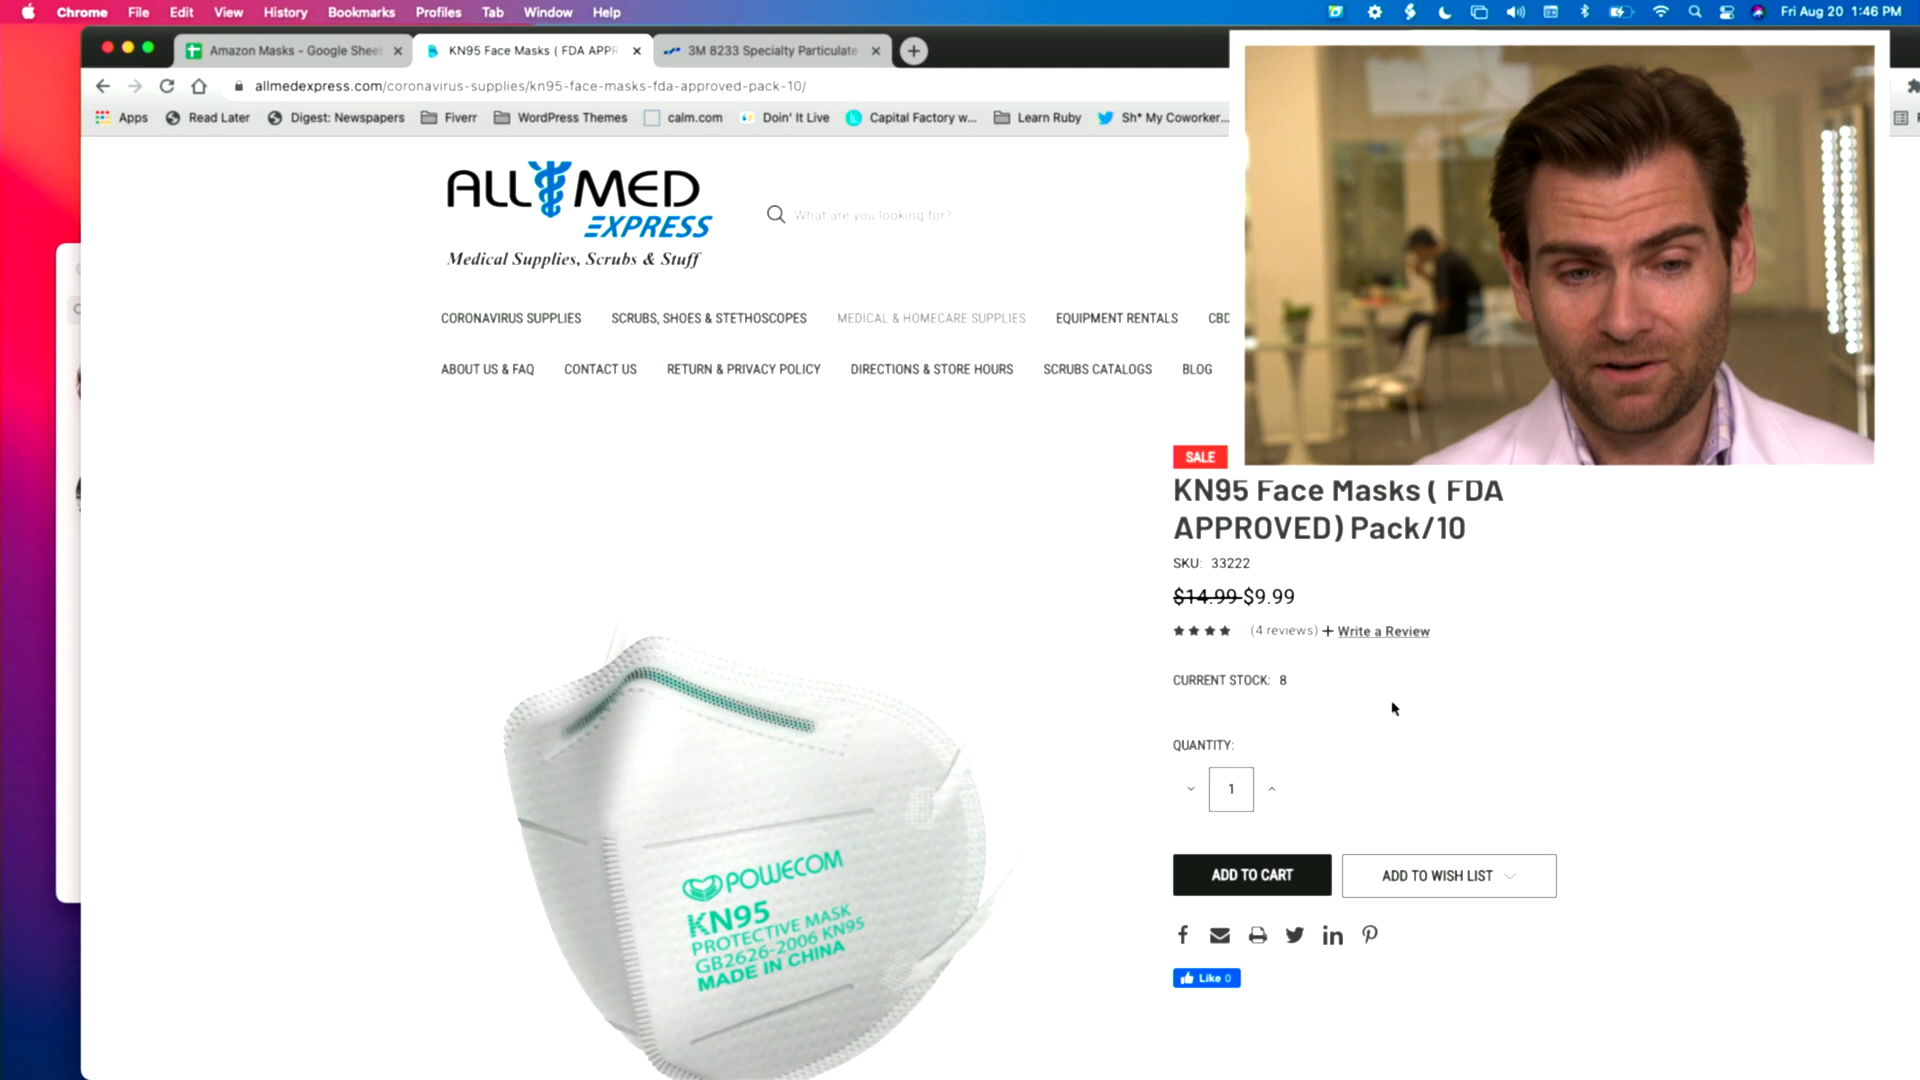 Chrome File Edit View History Bookmarks Profiles Tab Window Help
Fri Aug 20 1:46 PM
Amazon Masks - Google Sheet
KN95 Face Masks ( FDA APPR
3M 8233 Specialty Particulate
allmedexpress.com/coronavirus-supplies/kn95-face-masks-fda-approved-pack-10/
Apps Read Later Digest: Newspapers Fiverr WordPress Themes calm.com Doin' It Live Capital Factory w... Learn Ruby Sh* My Coworker...
ALL MED
EXPRESS
Medical Supplies, Scrubs & Stuff
What are you looking for?
CORONAVIRUS SUPPLIES SCRUBS, SHOES & STETHOSCOPES MEDICAL & HOMECARE SUPPLIES EQUIPMENT RENTALS CBD
ABOUT US & FAQ CONTACT US RETURN & PRIVACY POLICY DIRECTIONS & STORE HOURS SCRUBS CATALOGS BLOG
SALE
KN95 Face Masks ( FDA
APPROVED) Pack/10
SKU: 33222
$14.99 $9.99
(4 reviews) + Write a Review
CURRENT STOCK: 8
QUANTITY:
1
ADD TO CART ADD TO WISH LIST
Like 0
POWECOM
KN95
PROTECTIVE MASK
GB2626-2006 KN95
MADE IN CHINA